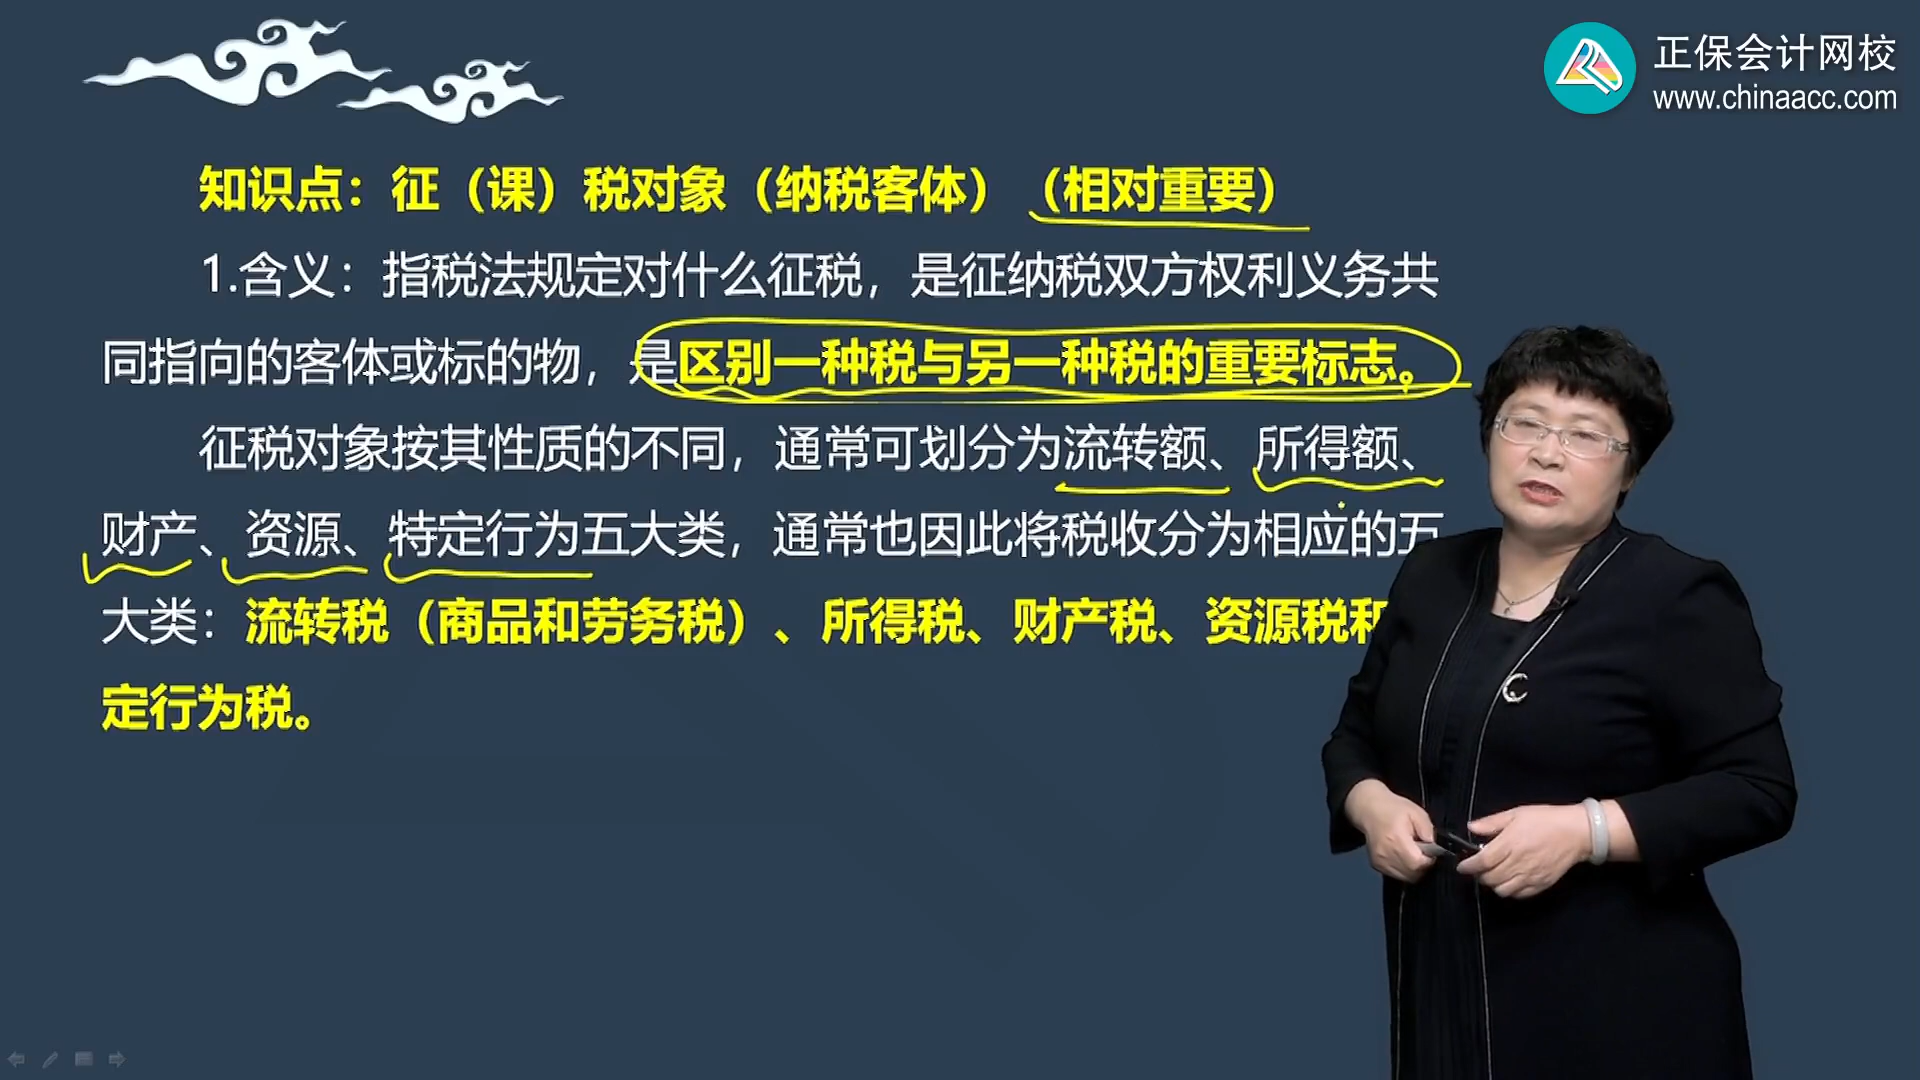 正保会计网校
www.chinaacc.com
知识点：征（课）税对象（纳税客体）（相对重要）
1.含义：指税法规定对什么征税，是征纳税双方权利义务共
同指向的客体或标的物，是区别一种税与另一种税的重要标志。
征税对象按其性质的不同，通常可划分为流转额、所得额、
财产、资源、特定行为五大类，通常也因此将税收分为相应的五
大类：流转税（商品和劳务税）、所得税、财产税、资源税和
定行为税。